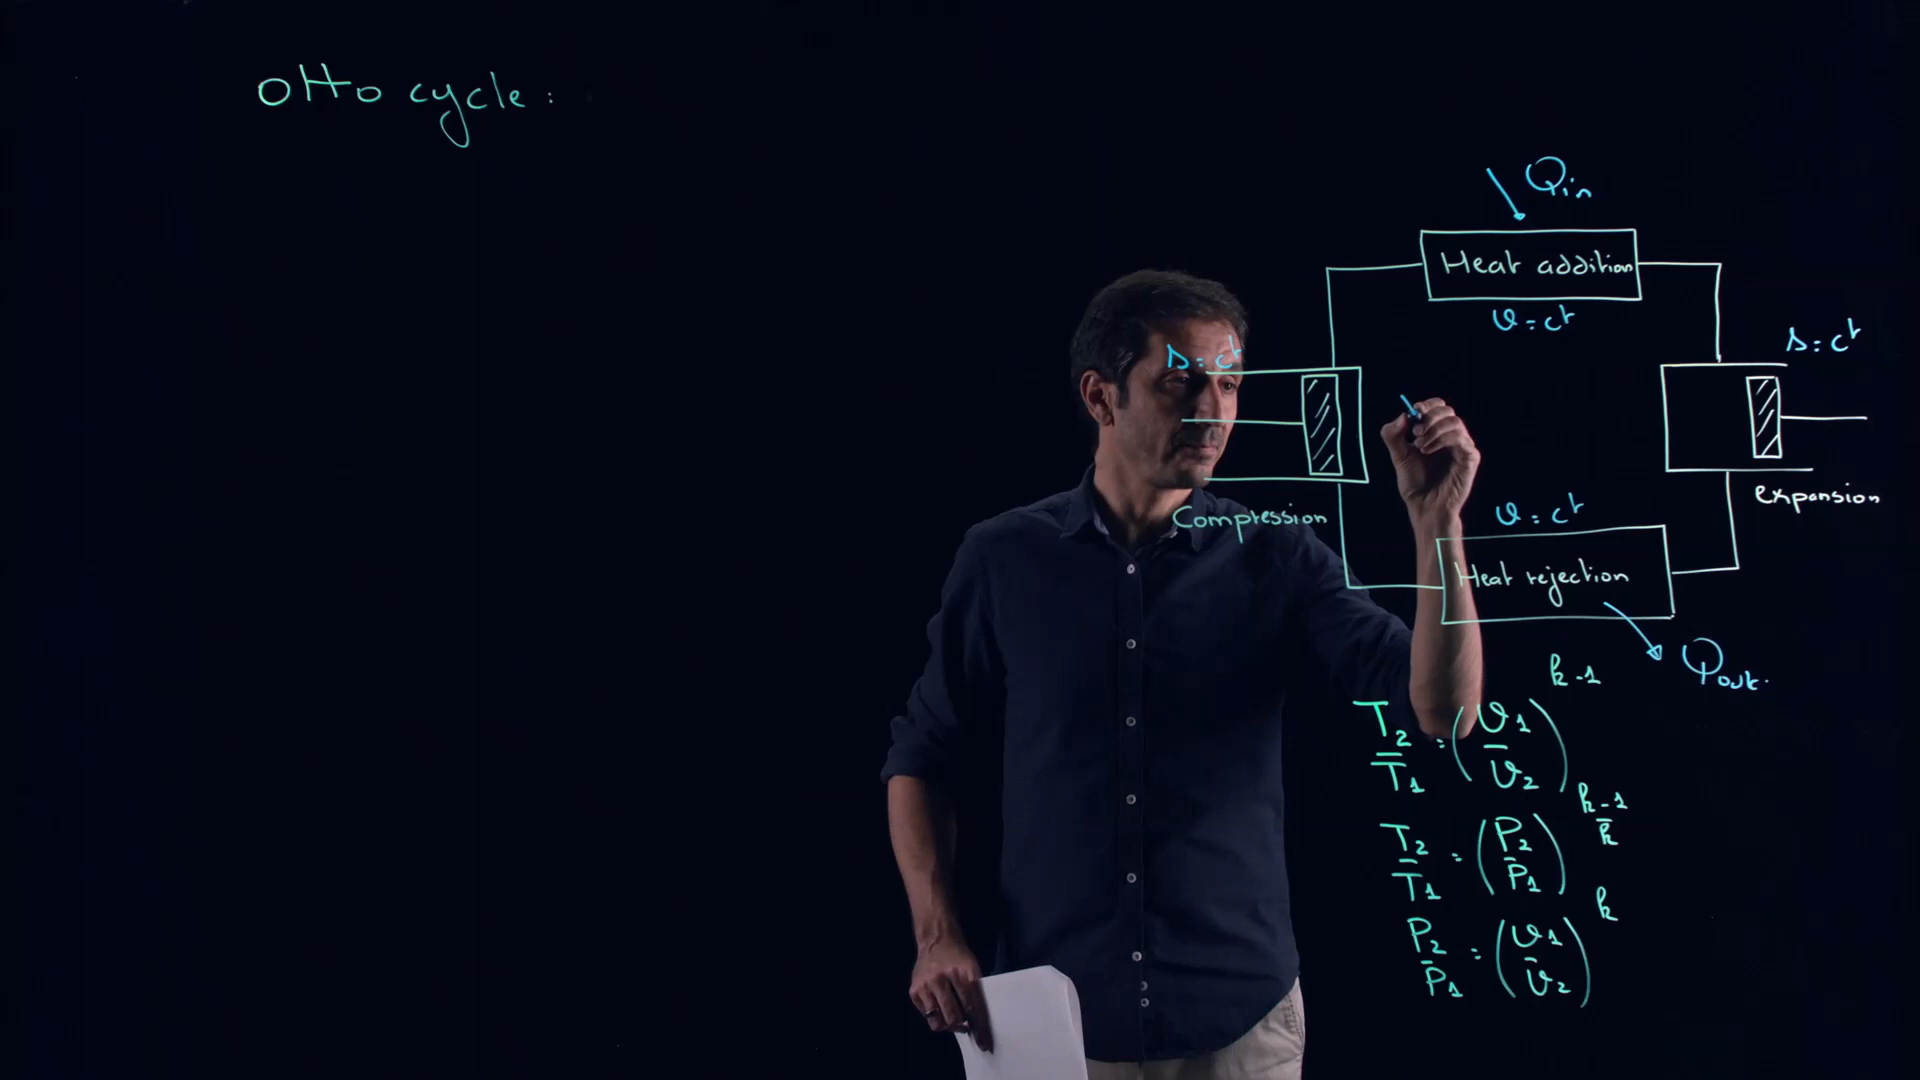 Otto cycle:
Qin
Heat addition
v = ct
s = ct
s = ct
Compression
expansion
v = ct
Heat rejection
Qout.
T2/T1 = (v1/v2)^k-1
T2/T1 = (P2/P1)^k-1/k
P2/P1 = (v1/v2)^k